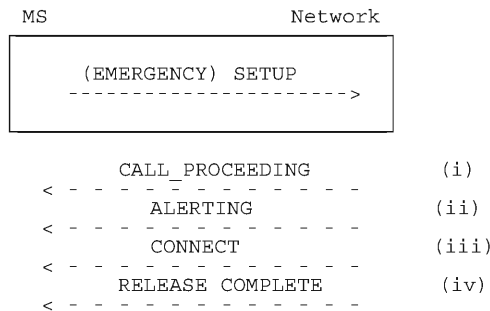 MS Network
(EMERGENCY) SETUP
CALL_PROCEEDING (i)
ALERTING (ii)
CONNECT (iii)
RELEASE COMPLETE (iv)